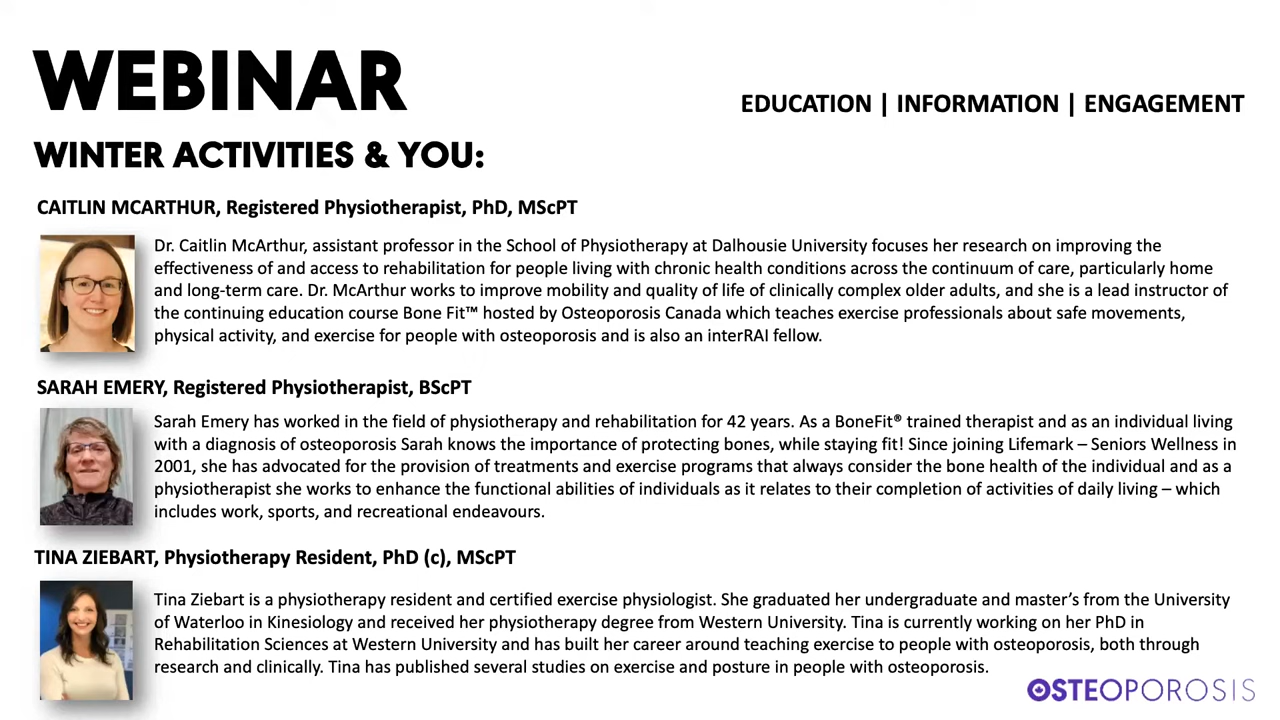 WEBINAR
EDUCATION | INFORMATION | ENGAGEMENT
WINTER ACTIVITIES & YOU:
CAITLIN MCARTHUR, Registered Physiotherapist, PhD, MScPT
Dr. Caitlin McArthur, assistant professor in the School of Physiotherapy at Dalhousie University focuses her research on improving the
effectiveness of and access to rehabilitation for people living with chronic health conditions across the continuum of care, particularly home
and long-term care. Dr. McArthur works to improve mobility and quality of life of clinically complex older adults, and she is a lead instructor of
the continuing education course Bone Fit™ hosted by Osteoporosis Canada which teaches exercise professionals about safe movements,
physical activity, and exercise for people with osteoporosis and is also an interRAI fellow.
SARAH EMERY, Registered Physiotherapist, BScPT
Sarah Emery has worked in the field of physiotherapy and rehabilitation for 42 years. As a BoneFit® trained therapist and as an individual living
with a diagnosis of osteoporosis Sarah knows the importance of protecting bones, while staying fit! Since joining Lifemark – Seniors Wellness in
2001, she has advocated for the provision of treatments and exercise programs that always consider the bone health of the individual and as a
physiotherapist she works to enhance the functional abilities of individuals as it relates to their completion of activities of daily living – which
includes work, sports, and recreational endeavours.
TINA ZIEBART, Physiotherapy Resident, PhD (c), MScPT
Tina Ziebart is a physiotherapy resident and certified exercise physiologist. She graduated her undergraduate and master's from the University
of Waterloo in Kinesiology and received her physiotherapy degree from Western University. Tina is currently working on her PhD in
Rehabilitation Sciences at Western University and has built her career around teaching exercise to people with osteoporosis, both through
research and clinically. Tina has published several studies on exercise and posture in people with osteoporosis.
OSTEOPOROSIS